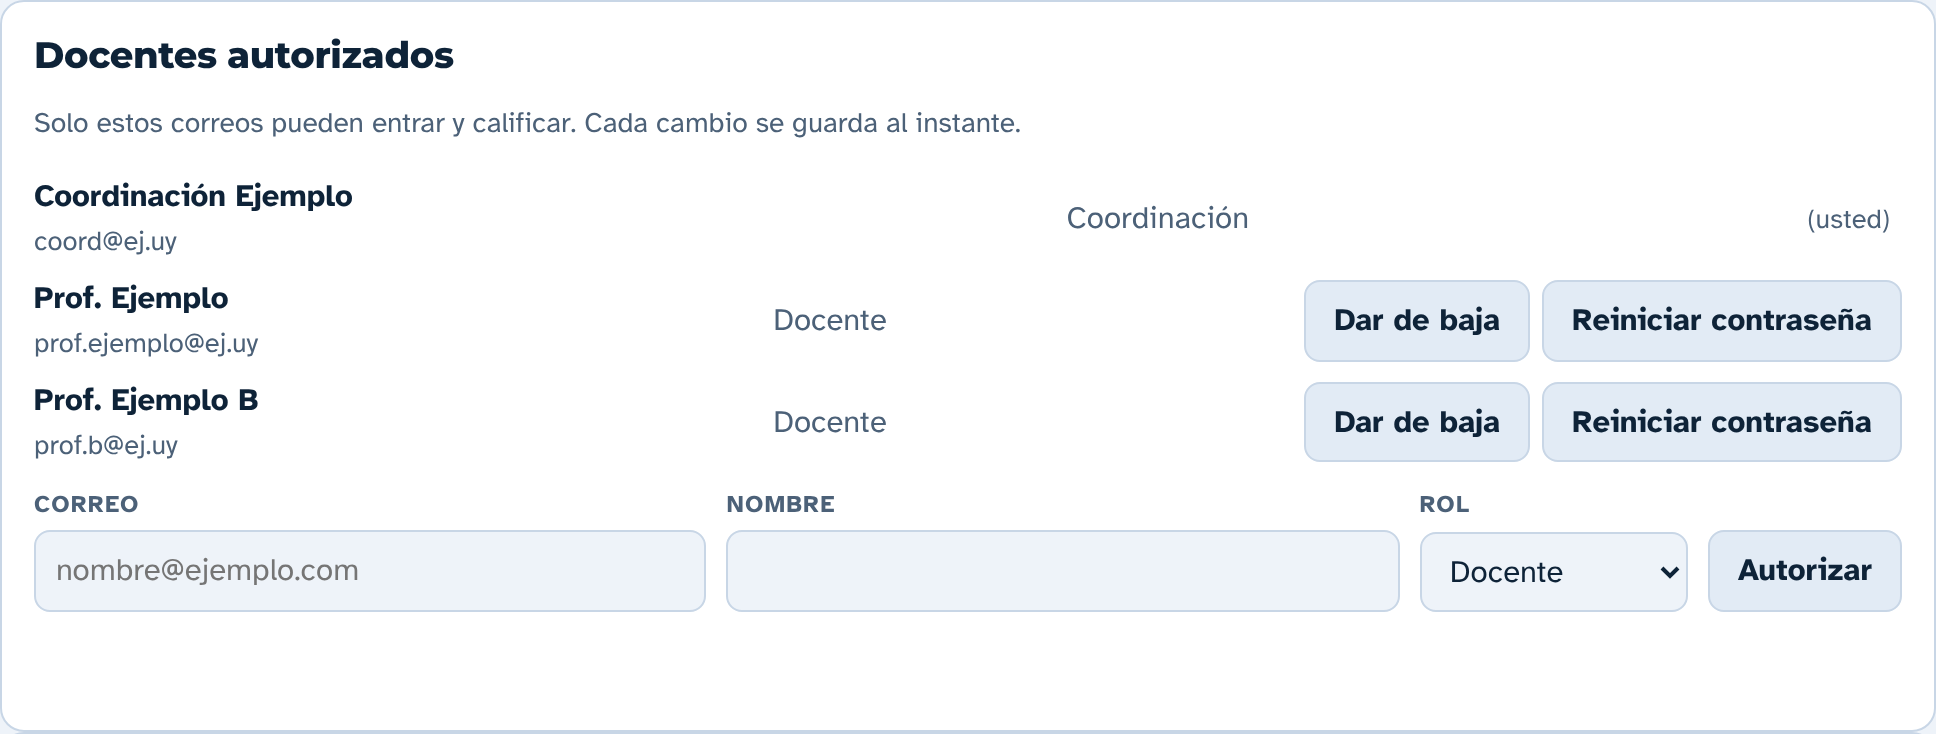 Docentes autorizados
Solo estos correos pueden entrar y calificar. Cada cambio se guarda al instante.
Coordinación Ejemplo
coord@ej.uy
Coordinación
(usted)
Prof. Ejemplo
prof.ejemplo@ej.uy
Docente
Dar de baja
Reiniciar contraseña
Prof. Ejemplo B
prof.b@ej.uy
Docente
Dar de baja
Reiniciar contraseña
CORREO
NOMBRE
ROL
nombre@ejemplo.com
Docente
Autorizar